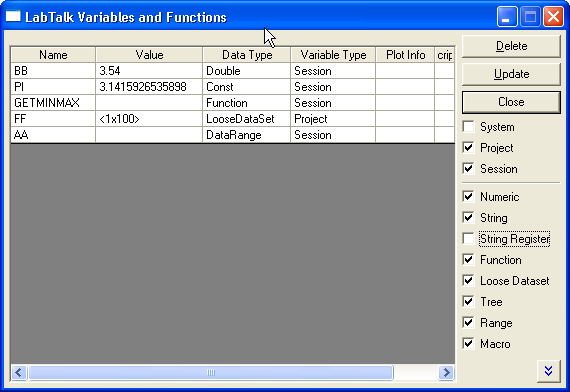 LabTalk Variables and Functions
Name Value Data Type Variable Type Plot Info crip
BB 3.54 Double Session
PI 3.1415926535898 Const Session
GETMINMAX Function Session
FF <1x100> LooseDataSet Project
AA DataRange Session
Delete
Update
Close
System
Project
Session
Numeric
String
String Register
Function
Loose Dataset
Tree
Range
Macro